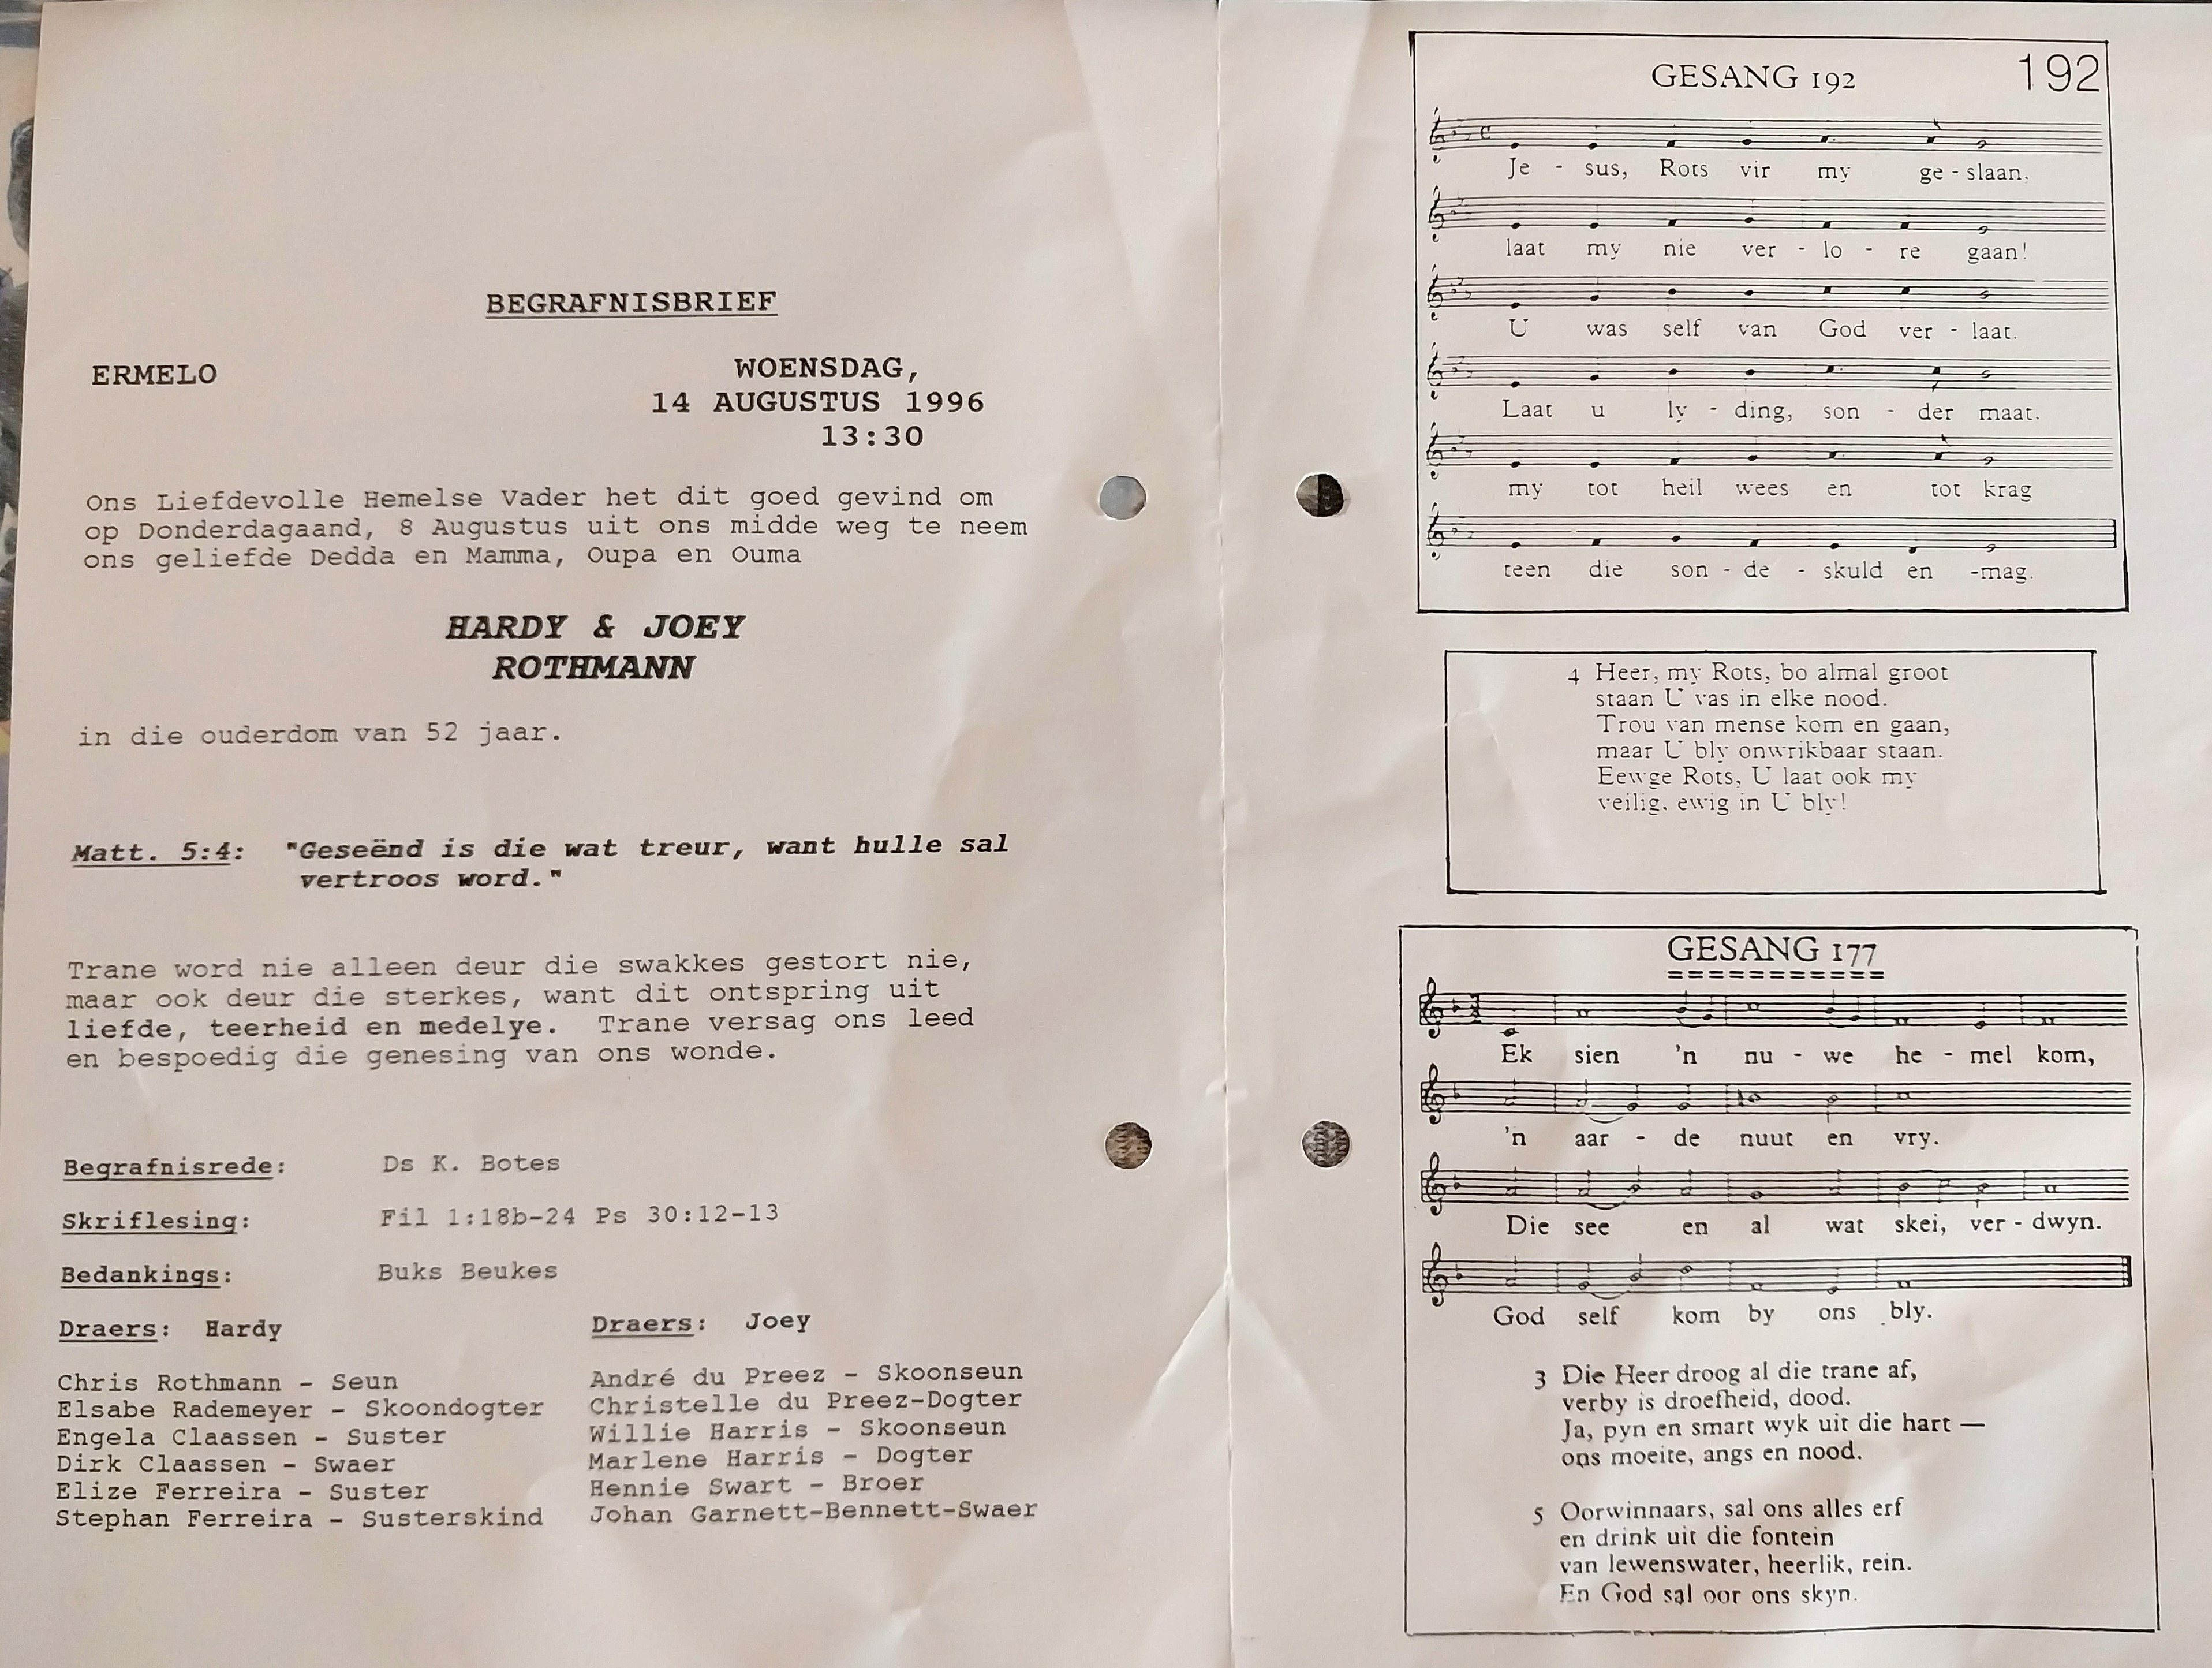 BEGRAFNISBRIEF
ERMELO
WOENSDAG,
14 AUGUSTUS 1996
13:30
Ons Liefdevolle Hemelse Vader het dit goed gevind om
op Donderdagaand, 8 Augustus uit ons midde weg te neem
ons geliefde Dedda en Mamma, Oupa en Ouma
HARDY & JOEY
ROTHMANN
in die ouderdom van 52 jaar.
Matt. 5:4: "Geseënd is die wat treur, want hulle sal
vertroos word."
Trane word nie alleen deur die swakkes gestort nie,
maar ook deur die sterkes, want dit ontspring uit
liefde, teerheid en medelye. Trane versag ons leed
en bespoedig die genesing van ons wonde.
Begrafnisrede: Ds K. Botes
Skriflesing: Fil 1:18b-24 Ps 30:12-13
Bedankings: Buks Beukes
Draers: Hardy
Chris Rothmann - Seun
Elsabe Rademeyer - Skoondogter
Engela Claassen - Suster
Dirk Claassen - Swaer
Elize Ferreira - Suster
Stephan Ferreira - Susterskind
Draers: Joey
André du Preez - Skoonseun
Christelle du Preez-Dogter
Willie Harris - Skoonseun
Marlene Harris - Dogter
Hennie Swart - Broer
Johan Garnett-Bennett-Swaer
GESANG 192
192
Je - sus, Rots vir my ge - slaan.
laat my nie ver - lo - re gaan!
U was self van God ver - laat.
Laat u ly - ding, son - der maat.
my tot heil wees en tot krag
teen die son - de - skuld en -mag.
4 Heer, my Rots, bo almal groot
staan U vas in elke nood.
Trou van mense kom en gaan,
maar U bly onwrikbaar staan.
Eewge Rots, U laat ook my
veilig. ewig in U bly!
GESANG 177
===========
Ek sien 'n nu - we he - mel kom,
'n aar - de nuut en vry.
Die see en al wat skei, ver - dwyn.
God self kom by ons bly.
3 Die Heer droog al die trane af,
verby is droefheid, dood.
Ja, pyn en smart wyk uit die hart —
ons moeite, angs en nood.
5 Oorwinnaars, sal ons alles erf
en drink uit die fontein
van lewenswater, heerlik, rein.
En God sal oor ons skyn.